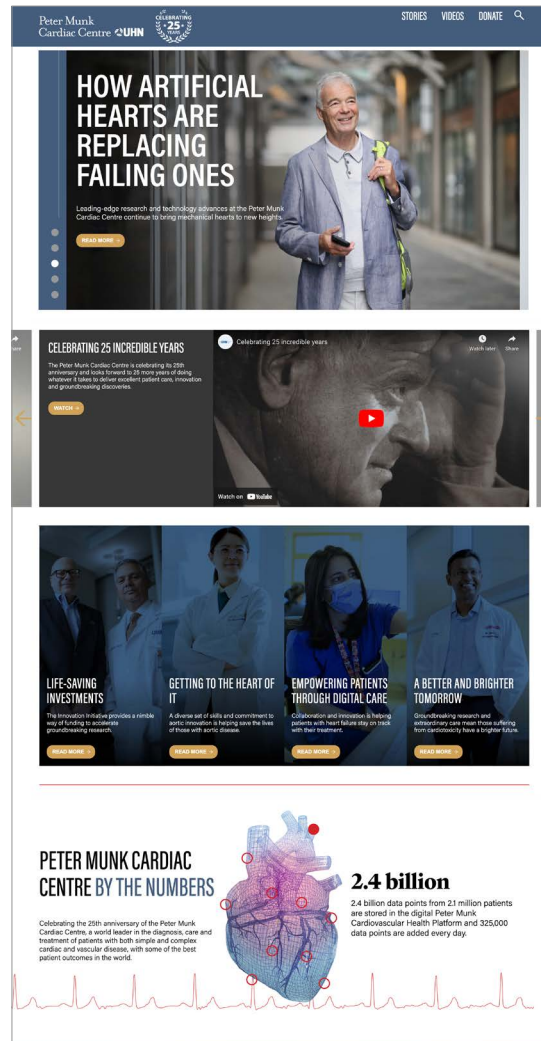 Peter Munk
Cardiac Centre UHN
CELEBRATING
25
YEARS
STORIES VIDEOS DONATE
HOW ARTIFICIAL
HEARTS ARE
REPLACING
FAILING ONES
Leading-edge research and technology advances at the Peter Munk
Cardiac Centre continue to bring mechanical hearts to new heights.
READ MORE
CELEBRATING 25 INCREDIBLE YEARS
The Peter Munk Cardiac Centre is celebrating its 25th
anniversary and looks forward to 25 more years of doing
whatever it takes to deliver excellent patient care, innovation
and groundbreaking discoveries.
WATCH
Celebrating 25 incredible years
Watch later
Share
Watch on YouTube
LIFE-SAVING
INVESTMENTS
The Innovation Initiative provides a nimble
way of funding to accelerate
groundbreaking research.
READ MORE
GETTING TO THE HEART OF
IT
A diverse set of skills and commitment to
aortic innovation is helping save the lives
of those with aortic disease.
READ MORE
EMPOWERING PATIENTS
THROUGH DIGITAL CARE
Collaboration and innovation is helping
patients with heart failure stay on track
with their treatment.
READ MORE
A BETTER AND BRIGHTER
TOMORROW
Groundbreaking research and
extraordinary care mean those suffering
from cardiotoxicity have a brighter future.
READ MORE
PETER MUNK CARDIAC
CENTRE BY THE NUMBERS
Celebrating the 25th anniversary of the Peter Munk
Cardiac Centre, a world leader in the diagnosis, care and
treatment of patients with both simple and complex
cardiac and vascular disease, with some of the best
patient outcomes in the world.
2.4 billion
2.4 billion data points from 2.1 million patients
are stored in the digital Peter Munk
Cardiovascular Health Platform and 325,000
data points are added every day.